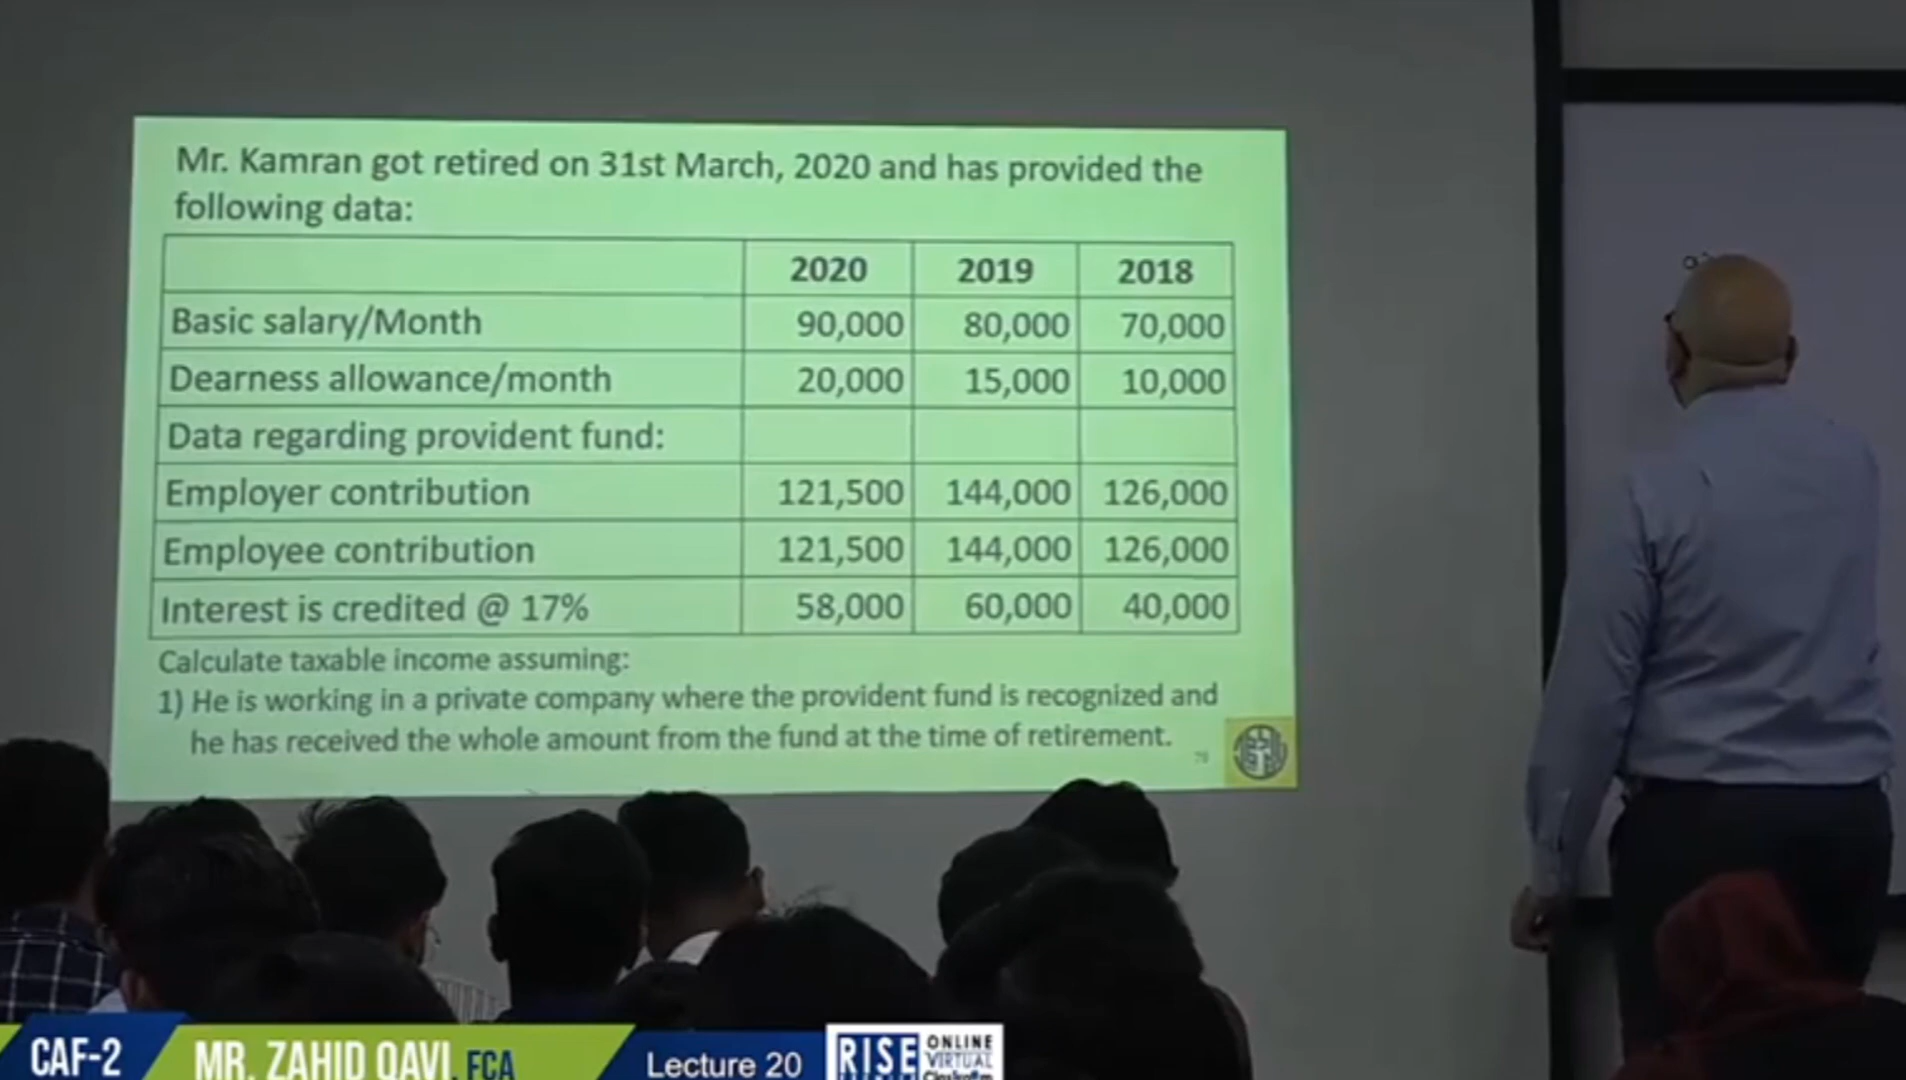 Mr. Kamran got retired on 31st March, 2020 and has provided the
following data:
2020 2019 2018
Basic salary/Month 90,000 80,000 70,000
Dearness allowance/month 20,000 15,000 10,000
Data regarding provident fund:
Employer contribution 121,500 144,000 126,000
Employee contribution 121,500 144,000 126,000
Interest is credited @ 17% 58,000 60,000 40,000
Calculate taxable income assuming:
1) He is working in a private company where the provident fund is recognized and
he has received the whole amount from the fund at the time of retirement.
CAF-2
MR. ZAHID QAVI, FCA
Lecture 20
RISE
ONLINE
VIRTUAL